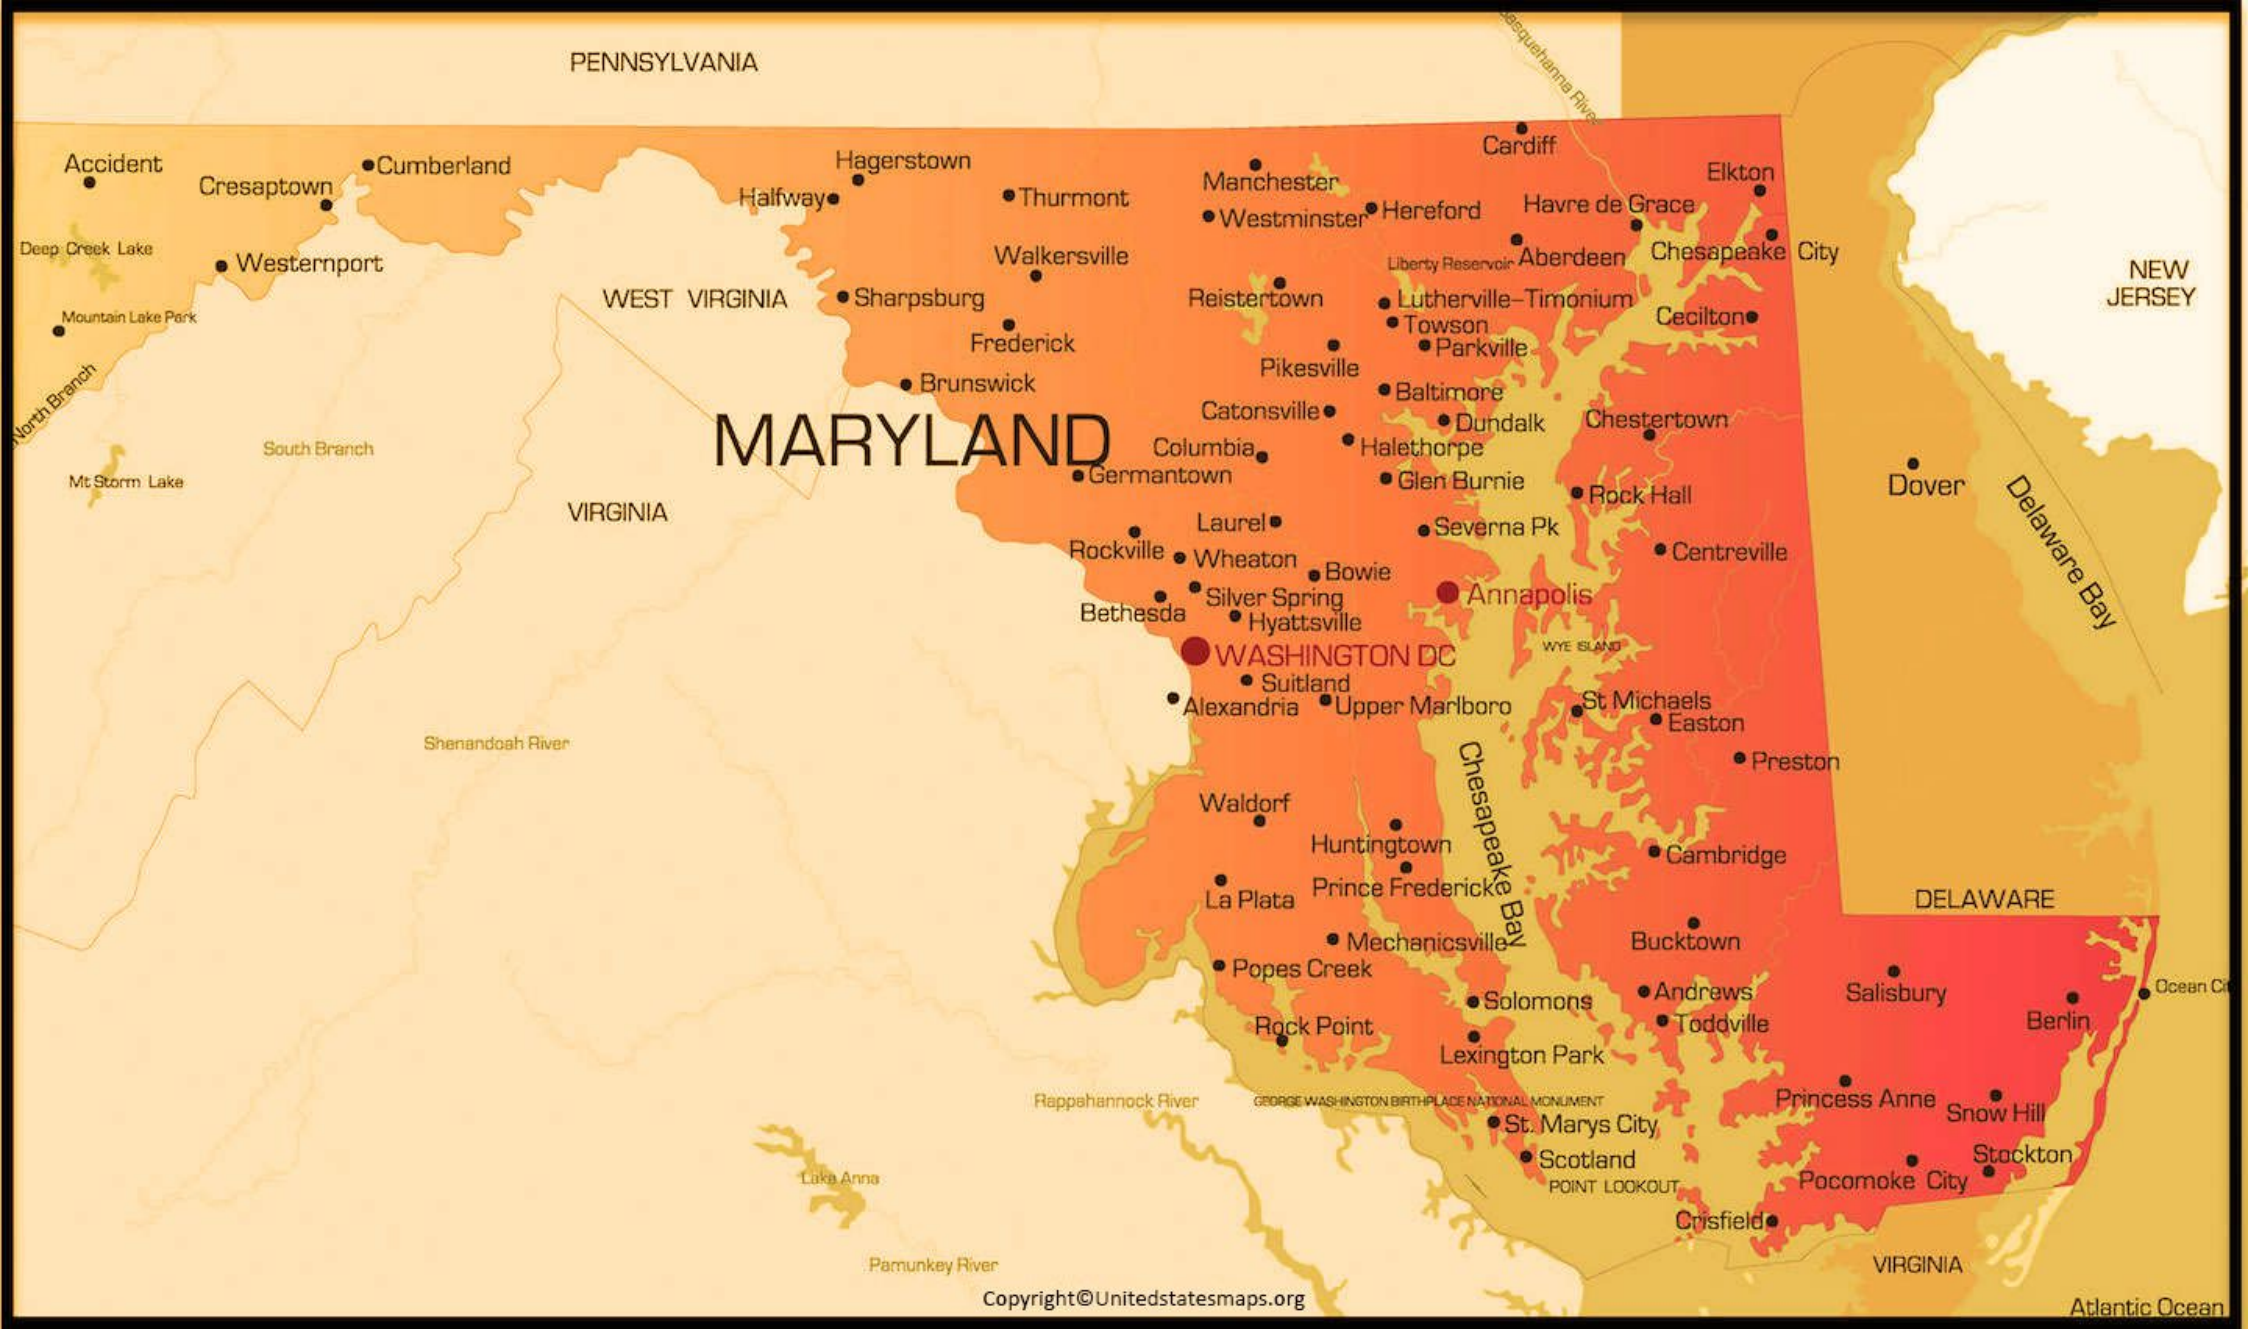 Susquehanna River
PENNSYLVANIA
Cardiff
Accident
Cumberland
Hagerstown
Manchester
Elkton
Cresaptown
Halfway
Thurmont
Westminster
Hereford
Havre de Grace
Deep Creek Lake
Westernport
Walkersville
Liberty Reservoir
Aberdeen
Chesapeake City
NEW
JERSEY
WEST VIRGINIA
Sharpsburg
Reistertown
Lutherville-Timonium
Mountain Lake Park
Cecilton
Towson
Frederick
Parkville
Pikesville
North Branch
Brunswick
Baltimore
Catonsville
Dundalk
Chestertown
MARYLAND
South Branch
Columbia
Halethorpe
Germantown
Glen Burnie
Mt Storm Lake
Rock Hall
Dover
Delaware Bay
VIRGINIA
Laurel
Severna Pk
Rockville
Wheaton
Centreville
Bowie
Silver Spring
Annapolis
Bethesda
Hyattsville
WYE ISLAND
WASHINGTON DC
Suitland
Alexandria
Upper Marlboro
St Michaels
Easton
Shenandoah River
Preston
Chesapeake Bay
Waldorf
Huntingtown
Cambridge
Prince Fredericke
La Plata
DELAWARE
Mechanicsville
Bucktown
Popes Creek
Ocean Cit
Andrews
Salisbury
Solomons
Rock Point
Toddville
Berlin
Lexington Park
Rappahannock River
GEORGE WASHINGTON BIRTHPLACE NATIONAL MONUMENT
Princess Anne
Snow Hill
St. Marys City
Scotland
Stockton
Lake Anna
POINT LOOKOUT
Pocomoke City
Crisfield
Pamunkey River
VIRGINIA
Copyright©Unitedstatesmaps.org
Atlantic Ocean